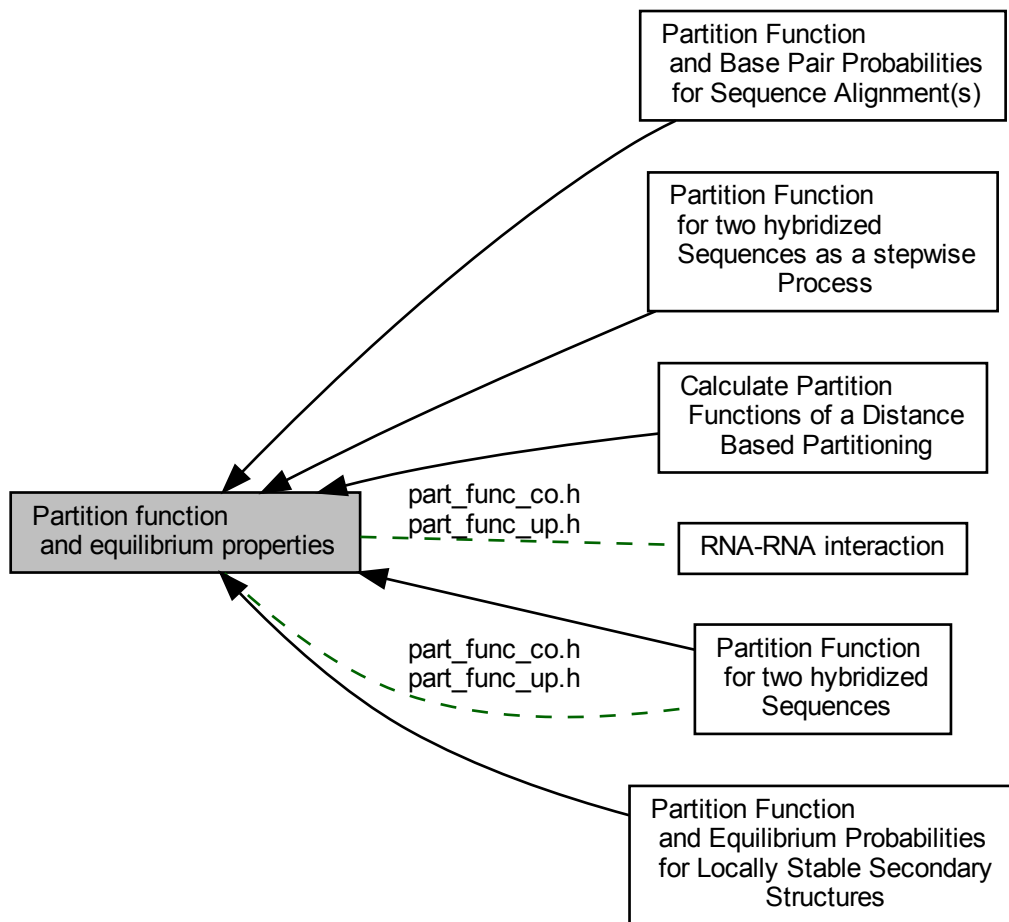 Partition Function
and Base Pair Probabilities
for Sequence Alignment(s)
Partition Function
for two hybridized
Sequences as a stepwise
Process
Calculate Partition
Functions of a Distance
Based Partitioning
Partition function
and equilibrium properties
part_func_co.h
part_func_up.h
RNA-RNA interaction
part_func_co.h
part_func_up.h
Partition Function
for two hybridized
Sequences
Partition Function
and Equilibrium Probabilities
for Locally Stable Secondary
Structures